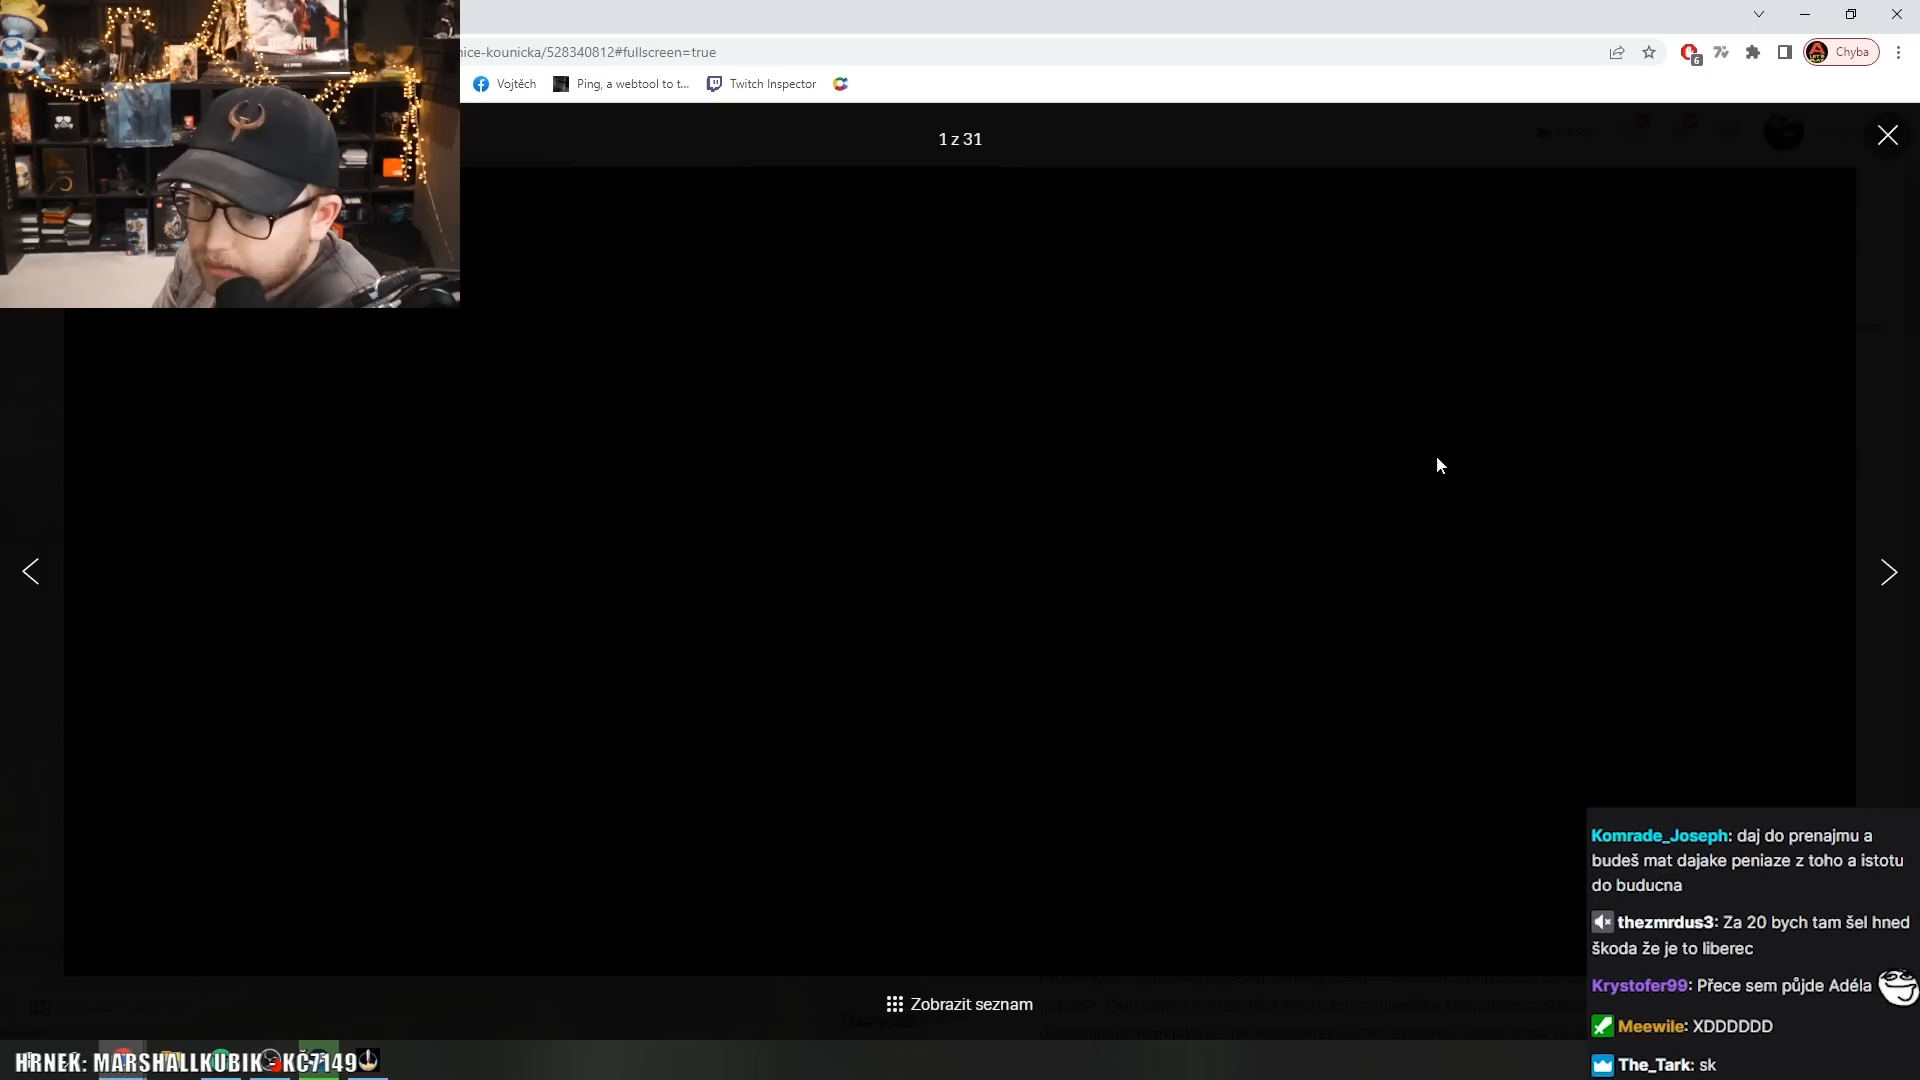 nice-kounicka/528340812#fullscreen=true
6
Chyba
Vojtěch
Ping, a webtool to t...
Twitch Inspector
1 z 31
Komrade_Joseph: daj do prenajmu a
budeš mat dajake peniaze z toho a istotu
do buducna
thezmrdus3: Za 20 bych tam šel hned
škoda že je to liberec
Krystofer99: Přece sem půjde Adéla
Meewile: XDDDDDD
The_Tark: sk
Zobrazit seznam
HRNEK: MARSHALLKUBIK - KČ7149